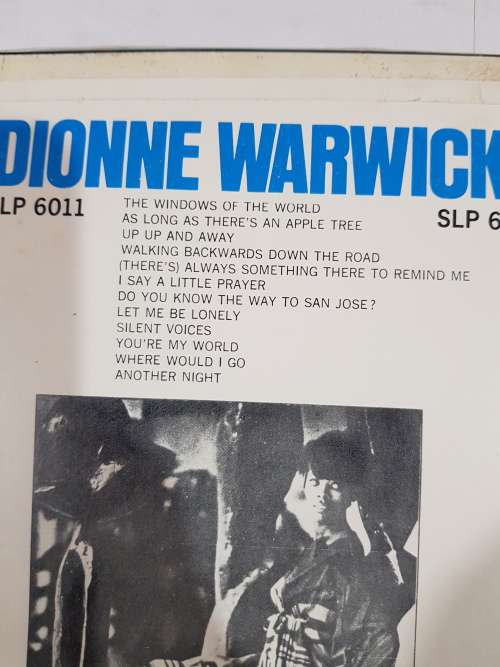 DIONNE WARWICK
LP 6011
SLP 6
THE WINDOWS OF THE WORLD
AS LONG AS THERE'S AN APPLE TREE
UP UP AND AWAY
WALKING BACKWARDS DOWN THE ROAD
(THERE'S) ALWAYS SOMETHING THERE TO REMIND ME
I SAY A LITTLE PRAYER
DO YOU KNOW THE WAY TO SAN JOSE?
LET ME BE LONELY
SILENT VOICES
YOU'RE MY WORLD
WHERE WOULD I GO
ANOTHER NIGHT